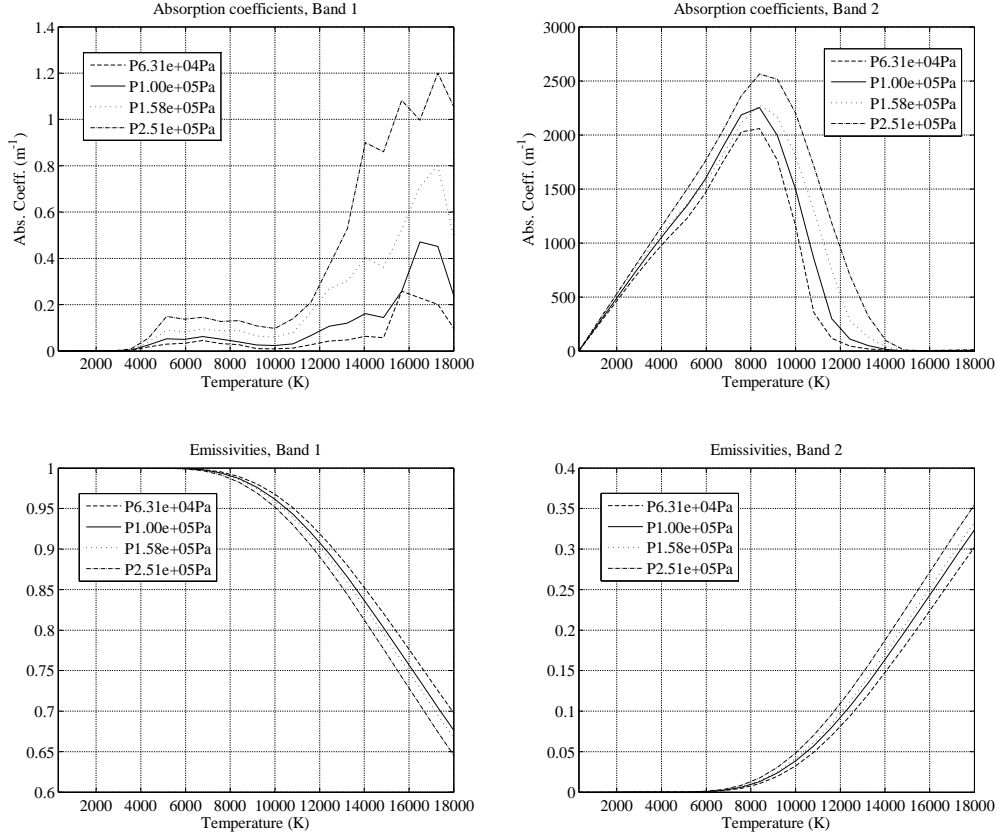 Absorption coefficients, Band 1
1.4
1.2
1
0.8
0.6
0.4
0.2
0
Abs. Coeff. (m-1)
P6.31e+04Pa
P1.00e+05Pa
P1.58e+05Pa
P2.51e+05Pa
2000 4000 6000 8000 10000 12000 14000 16000 18000
Temperature (K)
Absorption coefficients, Band 2
3000
2500
2000
1500
1000
500
0
Abs. Coeff. (m-1)
P6.31e+04Pa
P1.00e+05Pa
P1.58e+05Pa
P2.51e+05Pa
2000 4000 6000 8000 10000 12000 14000 16000 18000
Temperature (K)
Emissivities, Band 1
1
0.95
0.9
0.85
0.8
0.75
0.7
0.65
0.6
P6.31e+04Pa
P1.00e+05Pa
P1.58e+05Pa
P2.51e+05Pa
2000 4000 6000 8000 10000 12000 14000 16000 18000
Temperature (K)
Emissivities, Band 2
0.4
0.35
0.3
0.25
0.2
0.15
0.1
0.05
0
P6.31e+04Pa
P1.00e+05Pa
P1.58e+05Pa
P2.51e+05Pa
2000 4000 6000 8000 10000 12000 14000 16000 18000
Temperature (K)